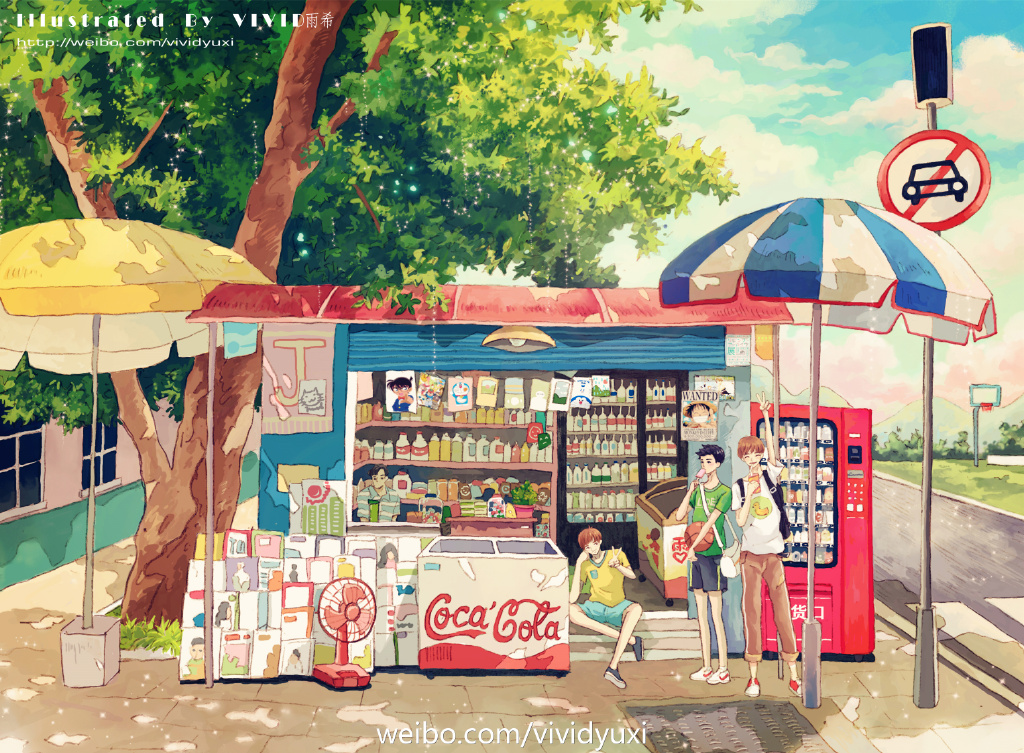 Illustrated By VIVID雨希
http://weibo.com/vividyuxi
J
WANTED
Coca-Cola
货口
weibo.com/vividyuxi